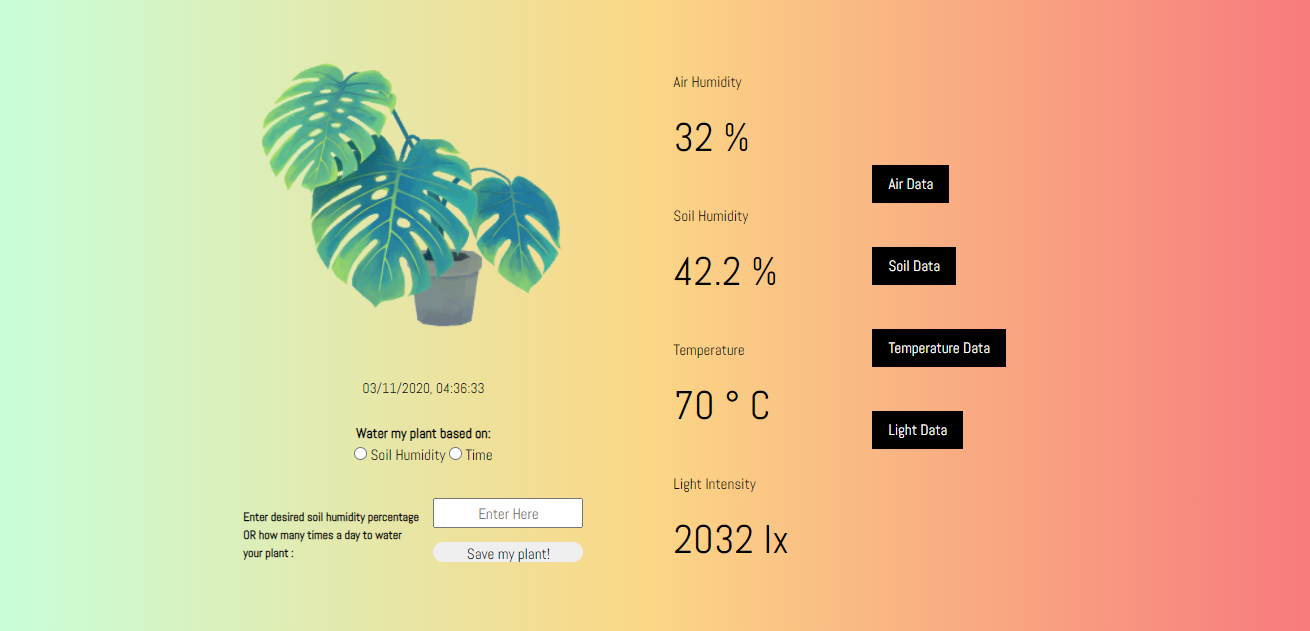 03/11/2020, 04:36:33
Water my plant based on:
Soil Humidity Time
Enter desired soil humidity percentage
OR how many times a day to water
your plant :
Enter Here
Save my plant!
Air Humidity
32 %
Soil Humidity
42.2 %
Temperature
70 ° C
Light Intensity
2032 lx
Air Data
Soil Data
Temperature Data
Light Data